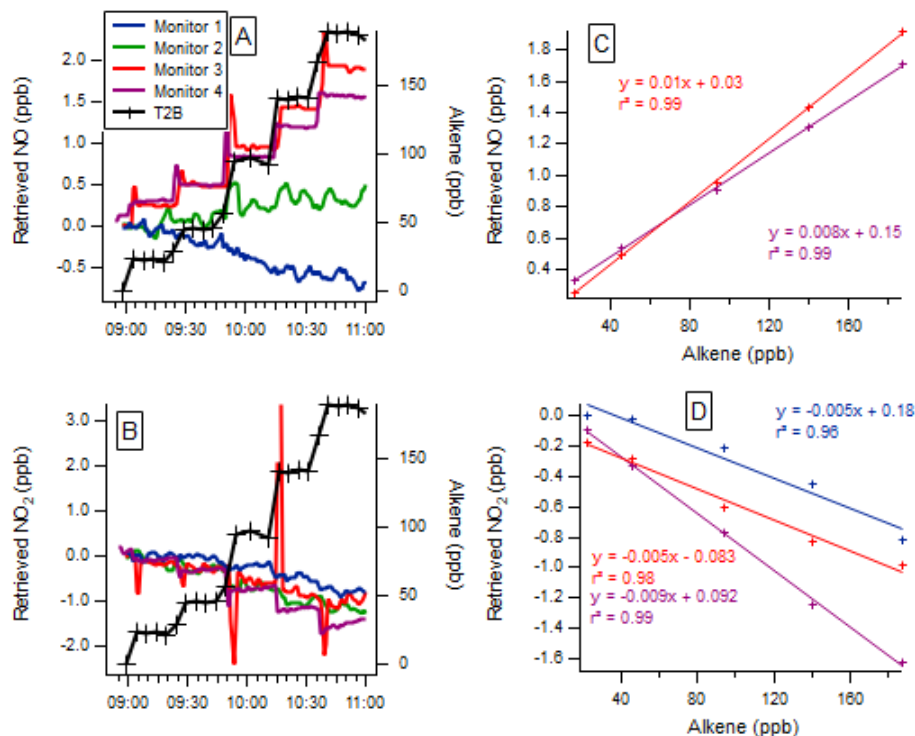 Monitor 1
Monitor 2
Monitor 3
Monitor 4
T2B
A
Retrieved NO (ppb)
2.0
1.5
1.0
0.5
0.0
-0.5
150
100
50
0
Alkene (ppb)
09:00 09:30 10:00 10:30 11:00
C
Retrieved NO (ppb)
1.8
1.6
1.4
1.2
1.0
0.8
0.6
0.4
y = 0.01x + 0.03
r² = 0.99
y = 0.008x + 0.15
r² = 0.99
40 80 120 160
Alkene (ppb)
B
Retrieved NO₂ (ppb)
3.0
2.0
1.0
0.0
-1.0
-2.0
150
100
50
0
Alkene (ppb)
09:00 09:30 10:00 10:30 11:00
D
Retrieved NO₂ (ppb)
0.0
-0.2
-0.4
-0.6
-0.8
-1.0
-1.2
-1.4
-1.6
y = -0.005x + 0.18
r² = 0.96
y = -0.005x - 0.083
r² = 0.98
y = -0.009x + 0.092
r² = 0.99
40 80 120 160
Alkene (ppb)